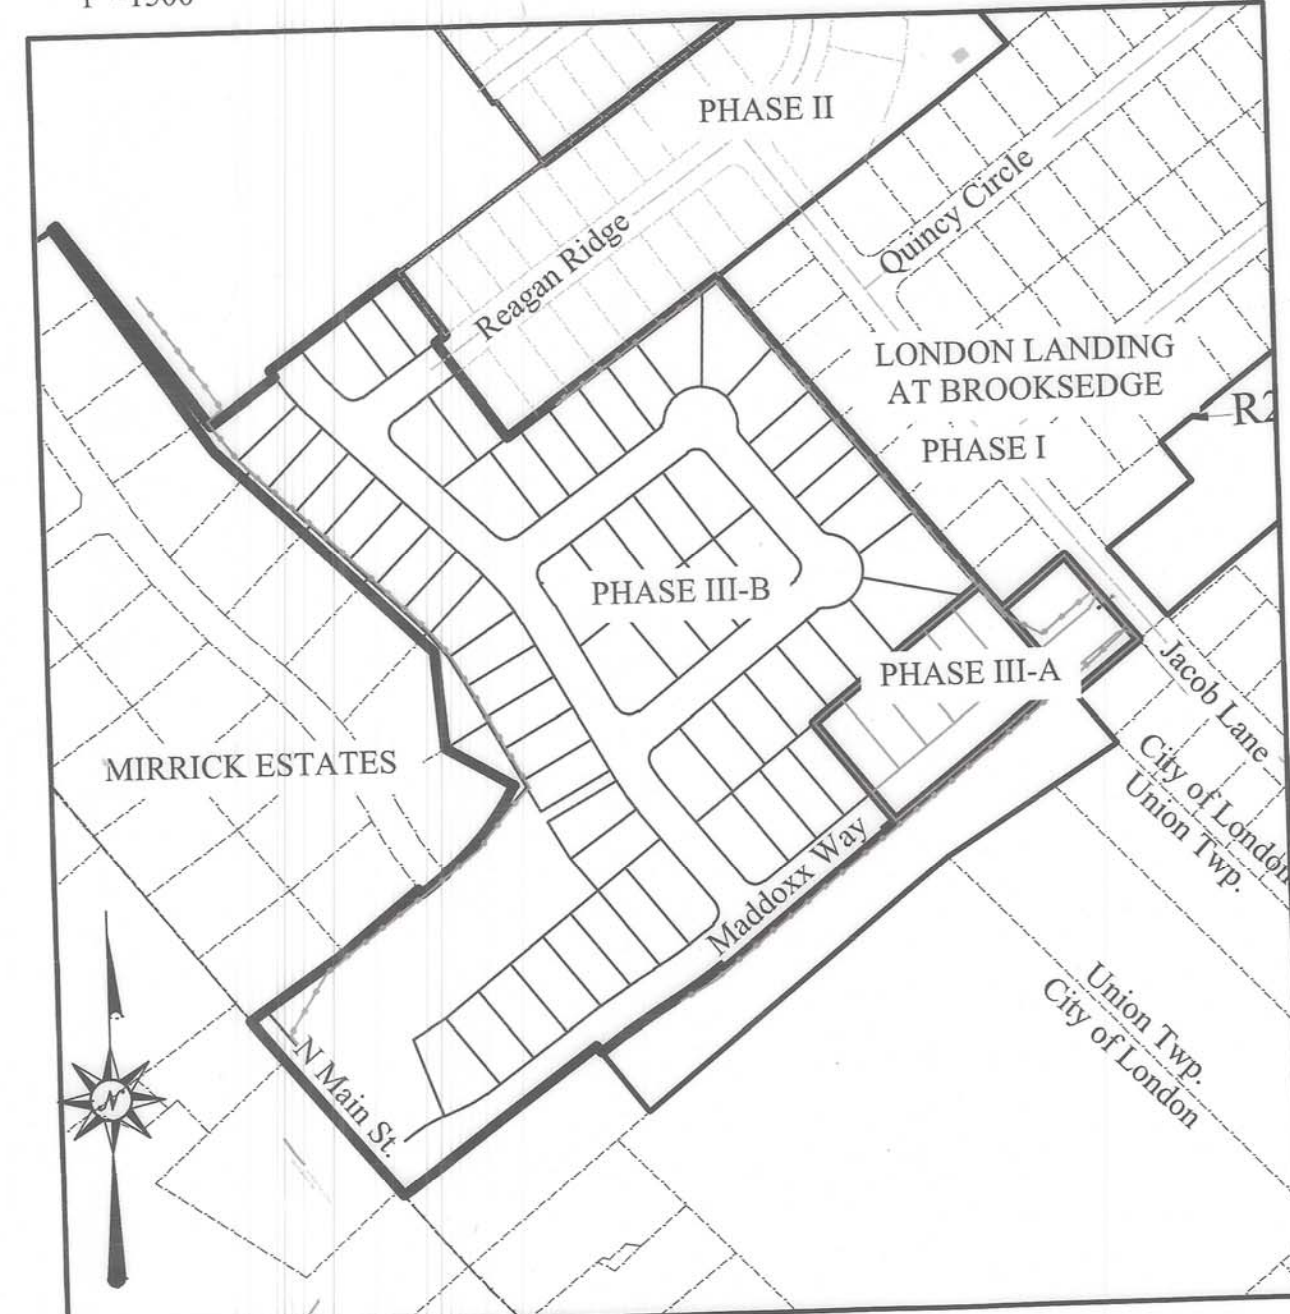 PHASE II
Quincy Circle
Reagan Ridge
LONDON LANDING
AT BROOKSEDGE
PHASE I
PHASE III-B
PHASE III-A
Jacob Lane
MIRRICK ESTATES
City of London
Union Twp.
Maddoxx Way
Union Twp.
City of London
N Main St.
N